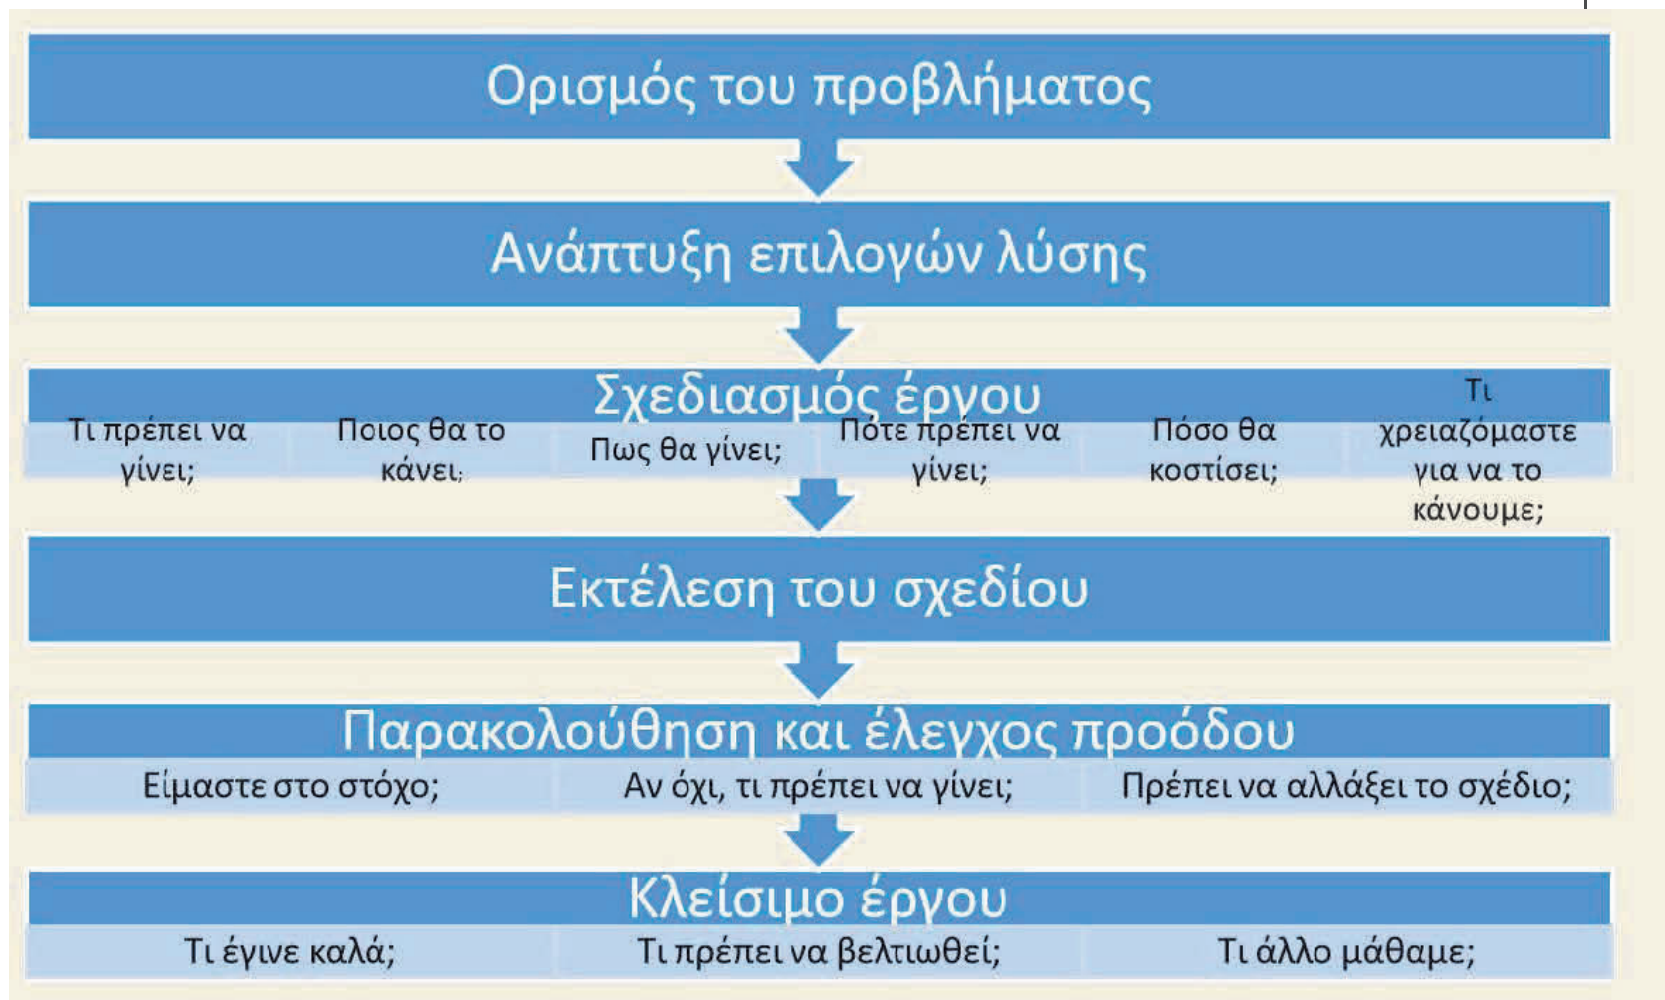 Ορισμός του προβλήματος
Ανάπτυξη επιλογών λύσης
Σχεδιασμός έργου
Τι πρέπει να
γίνει;
Ποιος θα το
κάνει;
Πως θα γίνει;
Πότε πρέπει να
γίνει;
Πόσο θα
κοστίσει;
Τι
χρειαζόμαστε
για να το
κάνουμε;
Εκτέλεση του σχεδίου
Παρακολούθηση και έλεγχος προόδου
Είμαστε στο στόχο;
Αν όχι, τι πρέπει να γίνει;
Πρέπει να αλλάξει το σχέδιο;
Κλείσιμο έργου
Τι έγινε καλά;
Τι πρέπει να βελτιωθεί;
Τι άλλο μάθαμε;